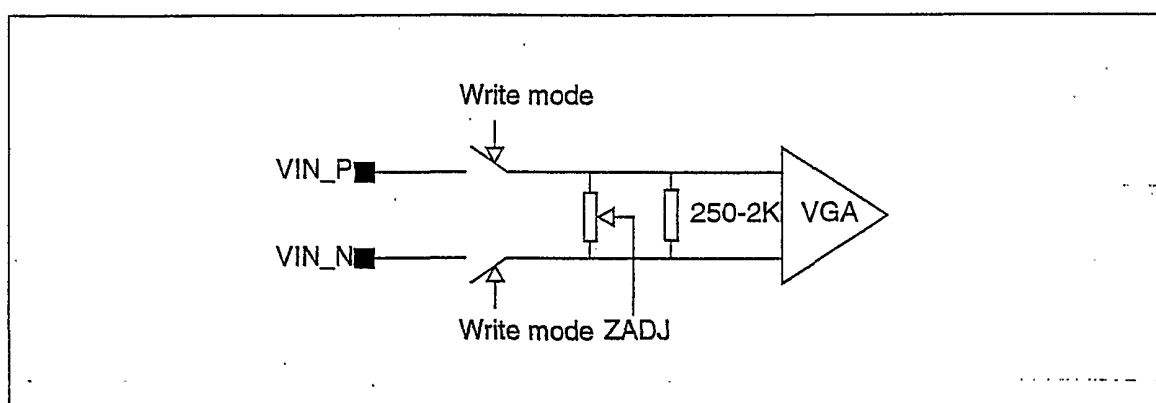 Write mode
VIN_P
250-2K VGA
VIN_N
Write mode ZADJ